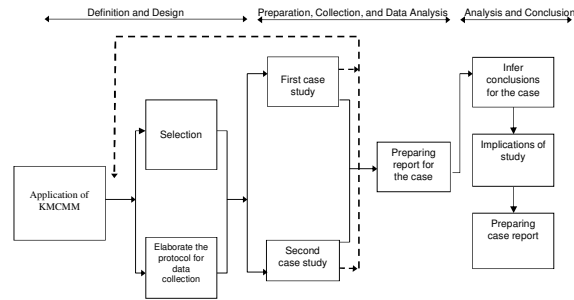 Definition and Design
Preparation, Collection, and Data Analysis
Analysis and Conclusion
Application of
KMCMM
Selection
Elaborate the
protocol for
data
collection
First case
study
Second
case study
Preparing
report for
the case
Infer
conclusions
for the case
Implications of
study
Preparing
case report